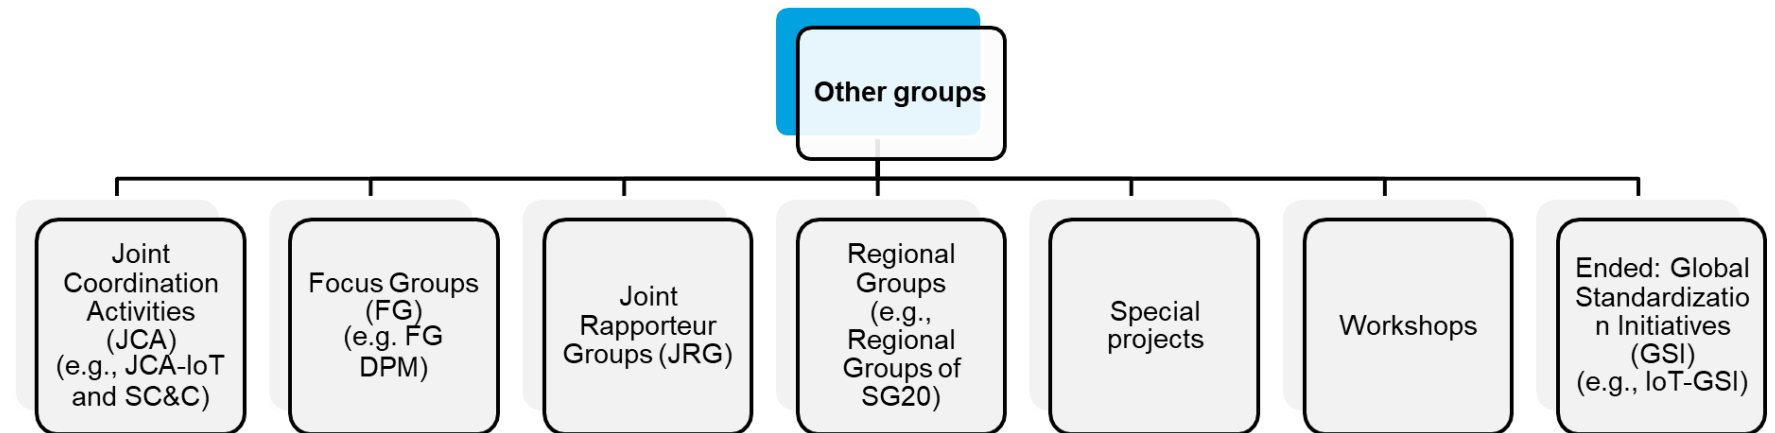 Other groups
Joint
Coordination
Activities
(JCA)
(e.g., JCA-IoT
and SC&C)
Focus Groups
(FG)
(e.g. FG
DPM)
Joint
Rapporteur
Groups (JRG)
Regional
Groups
(e.g.,
Regional
Groups of
SG20)
Special
projects
Workshops
Ended: Global
Standardizatio
n Initiatives
(GSI)
(e.g., IoT-GSI)